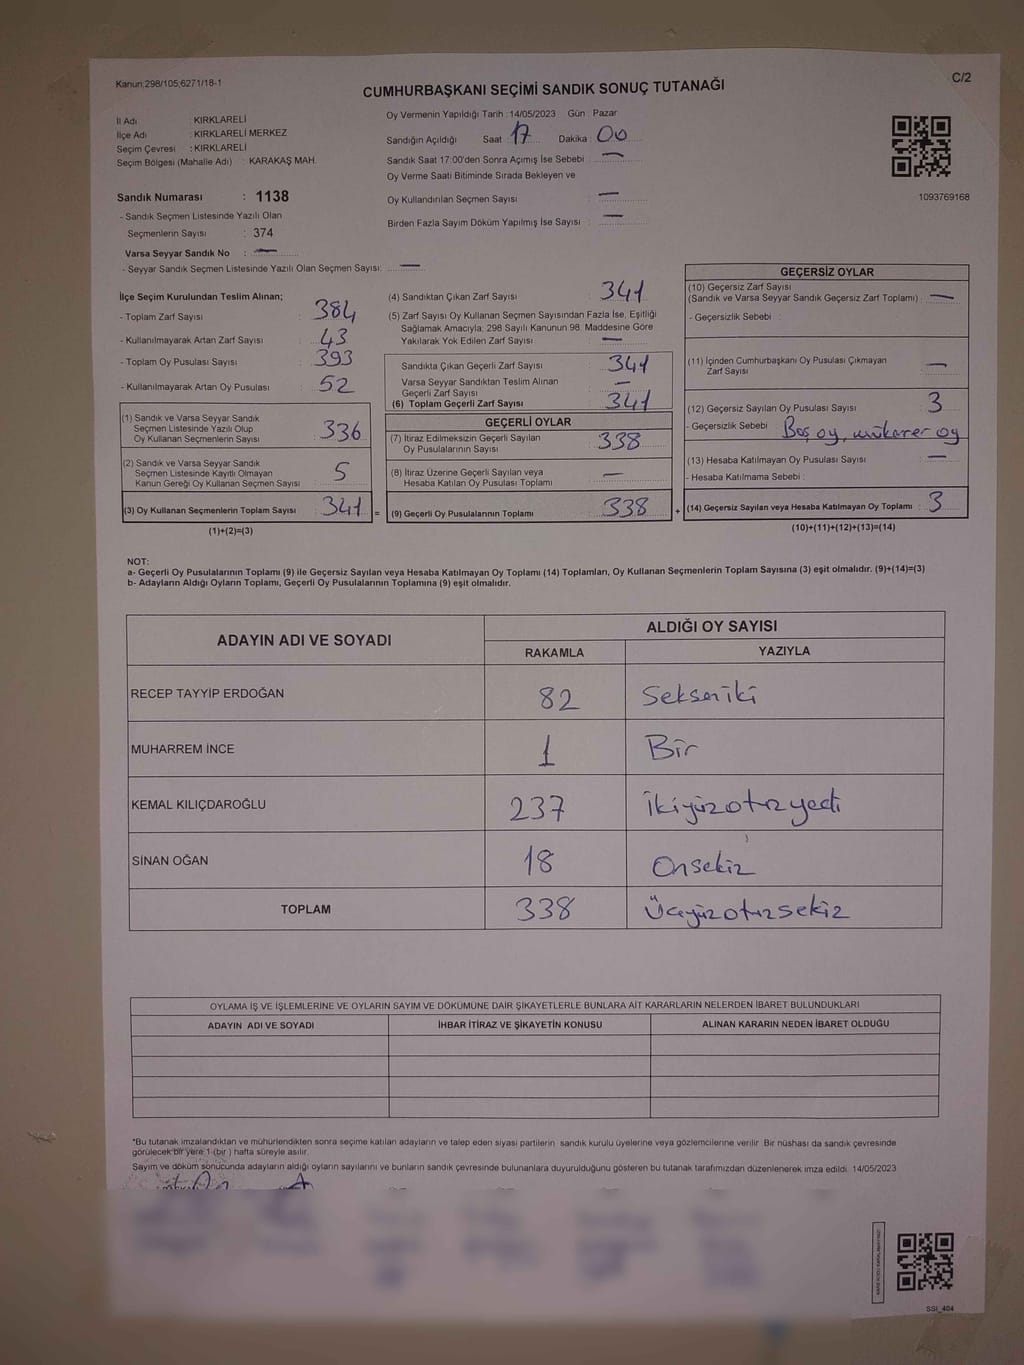 Kanun;298/105;6271/18-1
C/2
CUMHURBAŞKANI SEÇİMİ SANDIK SONUÇ TUTANAĞI
İl Adı : KIRKLARELİ
İlçe Adı : KIRKLARELİ MERKEZ
Seçim Çevresi : KIRKLARELİ
Seçim Bölgesi (Mahalle Adı) : KARAKAŞ MAH.
Oy Vermenin Yapıldığı Tarih : 14/05/2023 Gün : Pazar
Sandığın Açıldığı Saat : 17 Dakika : 00
Sandık Saat 17:00'den Sonra Açımış İse Sebebi : —
Oy Verme Saati Bitiminde Sırada Bekleyen ve
Oy Kullandırılan Seçmen Sayısı : —
Birden Fazla Sayım Döküm Yapılmış İse Sayısı : —
1093769168
Sandık Numarası : 1138
- Sandık Seçmen Listesinde Yazılı Olan
Seçmenlerin Sayısı : 374
Varsa Seyyar Sandık No : —
- Seyyar Sandık Seçmen Listesinde Yazılı Olan Seçmen Sayısı: —
İlçe Seçim Kurulundan Teslim Alınan;
- Toplam Zarf Sayısı : 384
- Kullanılmayarak Artan Zarf Sayısı : 43
- Toplam Oy Pusulası Sayısı : 393
- Kullanılmayarak Artan Oy Pusulası : 52
(1) Sandık ve Varsa Seyyar Sandık
Seçmen Listesinde Yazılı Olup
Oy Kullanan Seçmenlerin Sayısı : 336
(2) Sandık ve Varsa Seyyar Sandık
Seçmen Listesinde Kayıtlı Olmayan
Kanun Gereği Oy Kullanan Seçmen Sayısı : 5
(3) Oy Kullanan Seçmenlerin Toplam Sayısı : 341 =
(1)+(2)=(3)
(4) Sandıktan Çıkan Zarf Sayısı : 341
(5) Zarf Sayısı Oy Kullanan Seçmen Sayısından Fazla İse, Eşitliği
Sağlamak Amacıyla; 298 Sayılı Kanunun 98. Maddesine Göre
Yakılarak Yok Edilen Zarf Sayısı : —
Sandıkta Çıkan Geçerli Zarf Sayısı : 341
Varsa Seyyar Sandıktan Teslim Alınan
Geçerli Zarf Sayısı : —
(6) Toplam Geçerli Zarf Sayısı : 341
GEÇERLİ OYLAR
(7) İtiraz Edilmeksizin Geçerli Sayılan
Oy Pusulalarının Sayısı : 338
(8) İtiraz Üzerine Geçerli Sayılan veya
Hesaba Katılan Oy Pusulası Toplamı : —
(9) Geçerli Oy Pusulalarının Toplamı : 338 +
GEÇERSİZ OYLAR
(10) Geçersiz Zarf Sayısı
(Sandık ve Varsa Seyyar Sandık Geçersiz Zarf Toplamı) : —
- Geçersizlik Sebebi :
(11) İçinden Cumhurbaşkanı Oy Pusulası Çıkmayan
Zarf Sayısı : —
(12) Geçersiz Sayılan Oy Pusulası Sayısı : 3
- Geçersizlik Sebebi : Boş oy, mükerer oy
(13) Hesaba Katılmayan Oy Pusulası Sayısı : —
- Hesaba Katılmama Sebebi :
(14) Geçersiz Sayılan veya Hesaba Katılmayan Oy Toplamı : 3
(10)+(11)+(12)+(13)=(14)
NOT:
a- Geçerli Oy Pusulalarının Toplamı (9) ile Geçersiz Sayılan veya Hesaba Katılmayan Oy Toplamı (14) Toplamları, Oy Kullanan Seçmenlerin Toplam Sayısına (3) eşit olmalıdır. (9)+(14)=(3)
b- Adayların Aldığı Oyların Toplamı, Geçerli Oy Pusulalarının Toplamına (9) eşit olmalıdır.
ADAYIN ADI VE SOYADI
ALDIĞI OY SAYISI
RAKAMLA YAZIYLA
RECEP TAYYİP ERDOĞAN 82 Sekseniki
MUHARREM İNCE 1 Bir
KEMAL KILIÇDAROĞLU 237 İkiyüzotuzyedi
SİNAN OĞAN 18 Onsekiz
TOPLAM 338 Üçyüzotuzsekiz
OYLAMA İŞ VE İŞLEMLERİNE VE OYLARIN SAYIM VE DÖKÜMÜNE DAİR ŞİKAYETLERLE BUNLARA AİT KARARLARIN NELERDEN İBARET BULUNDUKLARI
ADAYIN ADI VE SOYADI İHBAR İTİRAZ VE ŞİKAYETİN KONUSU ALINAN KARARIN NEDEN İBARET OLDUĞU
*Bu tutanak imzalandıktan ve mühürlendikten sonra seçime katılan adayların ve talep eden siyasi partilerin sandık kurulu üyelerine veya gözlemcilerine verilir. Bir nüshası da sandık çevresinde
görülecek bir yere 1 (bir) hafta süreyle asılır.
Sayım ve döküm sonucunda adayların aldığı oyların sayılarını ve bunların sandık çevresinde bulunanlara duyurulduğunu gösteren bu tutanak tarafımızdan düzenlenerek imza edildi. 14/05/2023
SSI_404